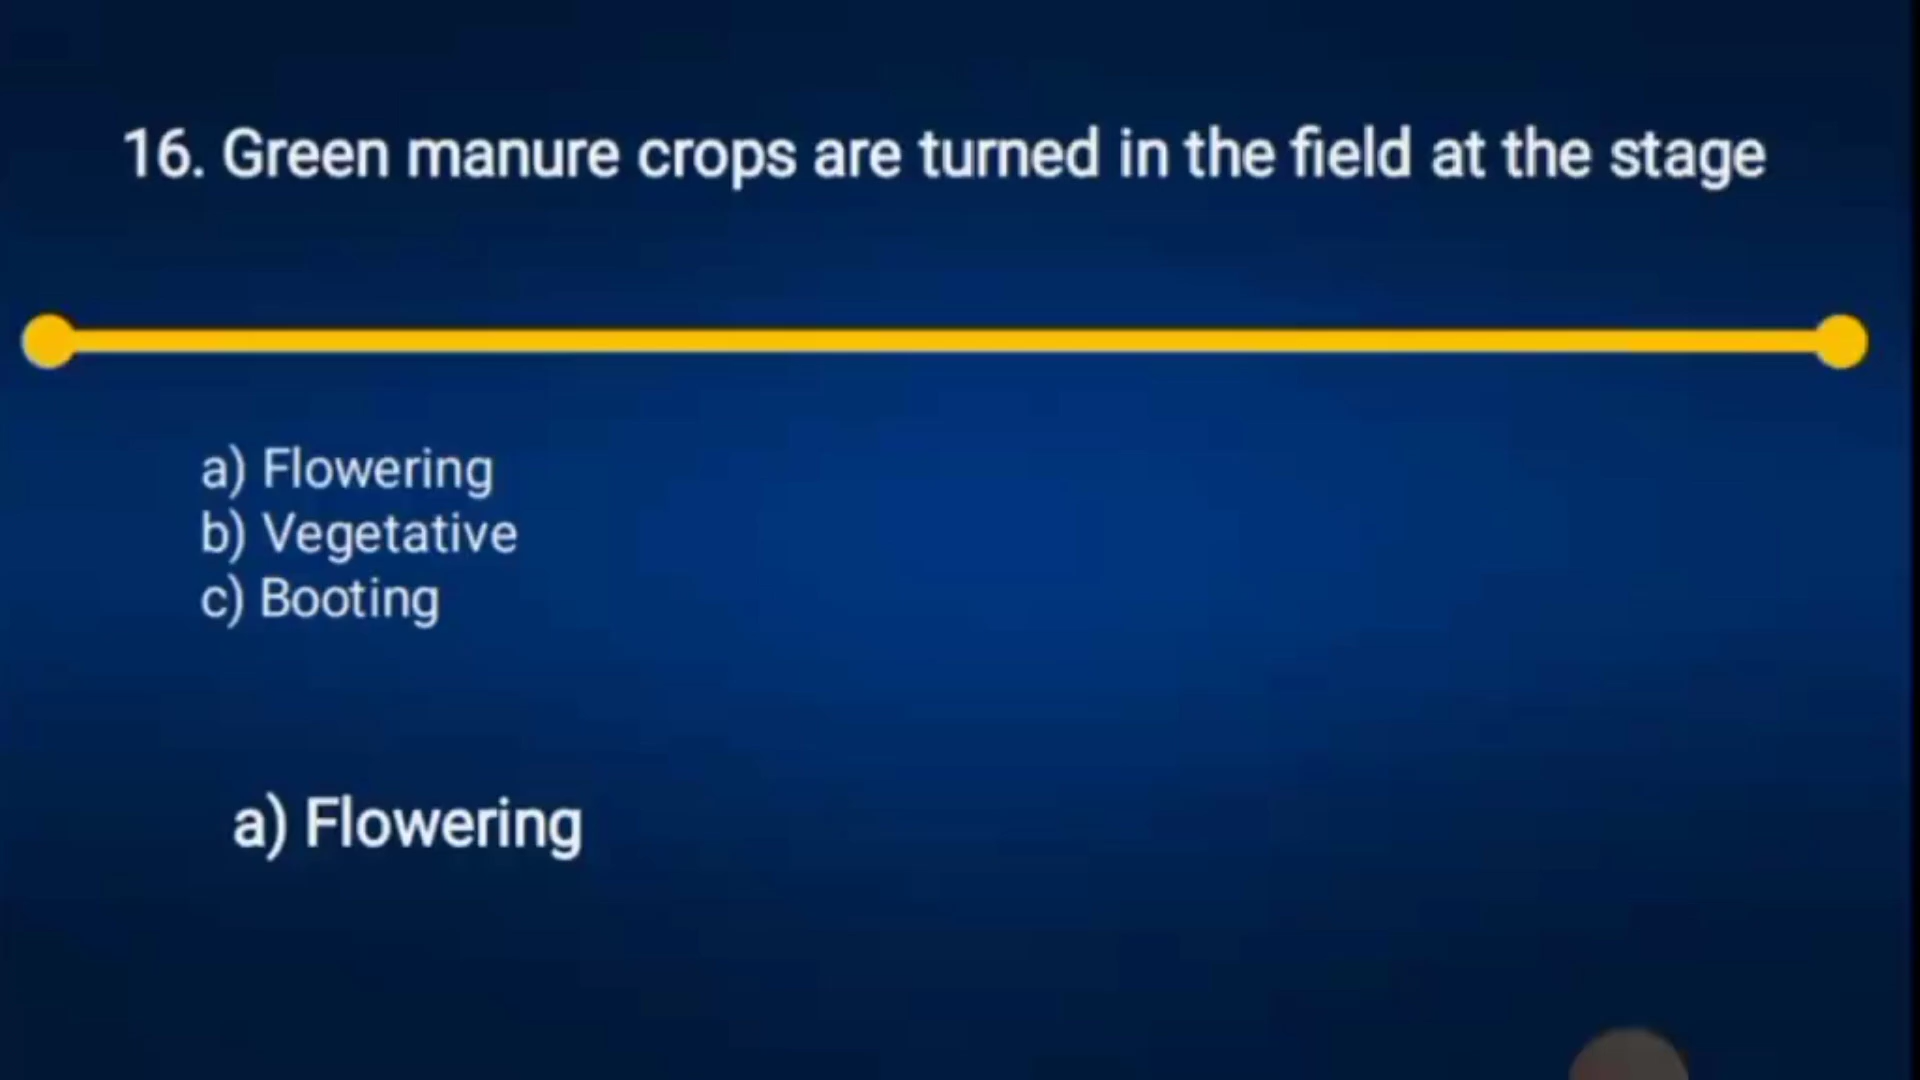 16. Green manure crops are turned in the field at the stage
a) Flowering
b) Vegetative
c) Booting
a) Flowering